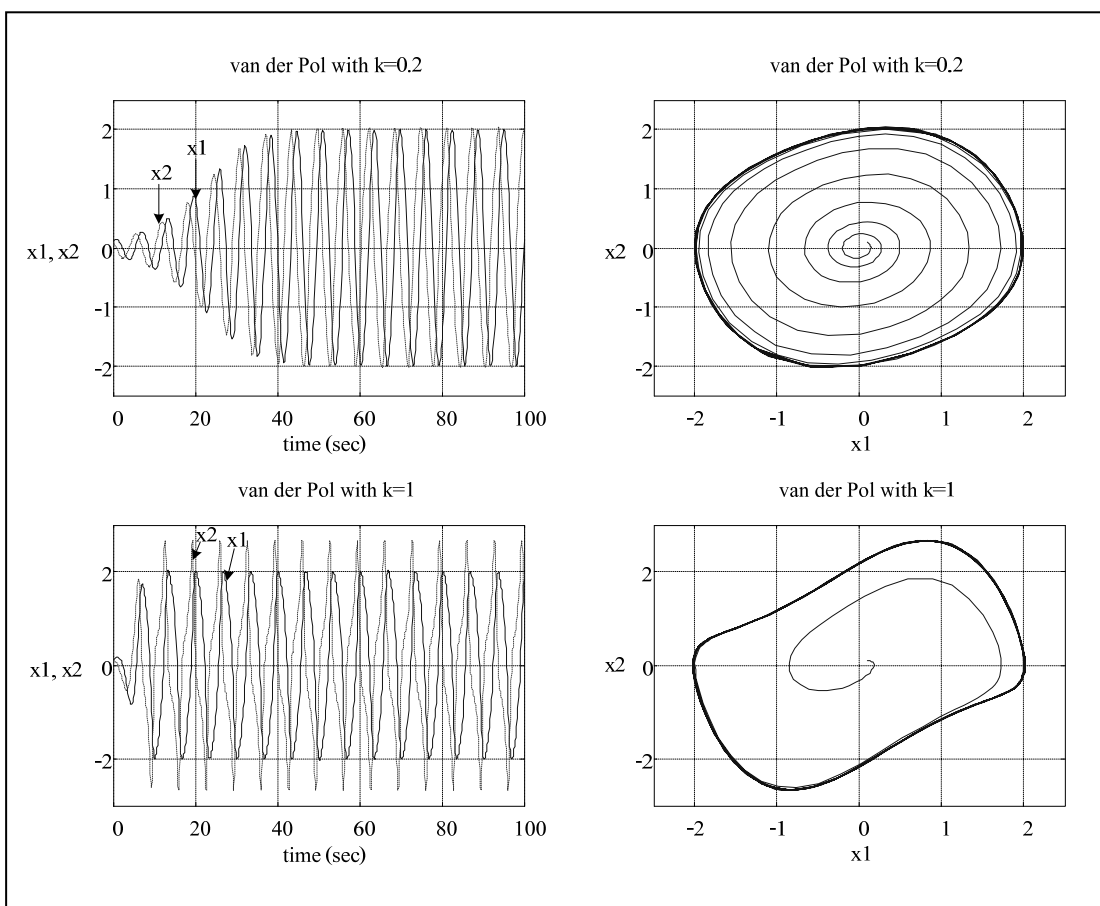 van der Pol with k=0.2
2
1
0
-1
-2
x1, x2
x2
x1
0 20 40 60 80 100
time (sec)
van der Pol with k=0.2
2
1
x2 0
-1
-2
-2 -1 0 1 2
x1
van der Pol with k=1
x2
x1
2
x1, x2 0
-2
0 20 40 60 80 100
time (sec)
van der Pol with k=1
2
x2 0
-2
-2 -1 0 1 2
x1